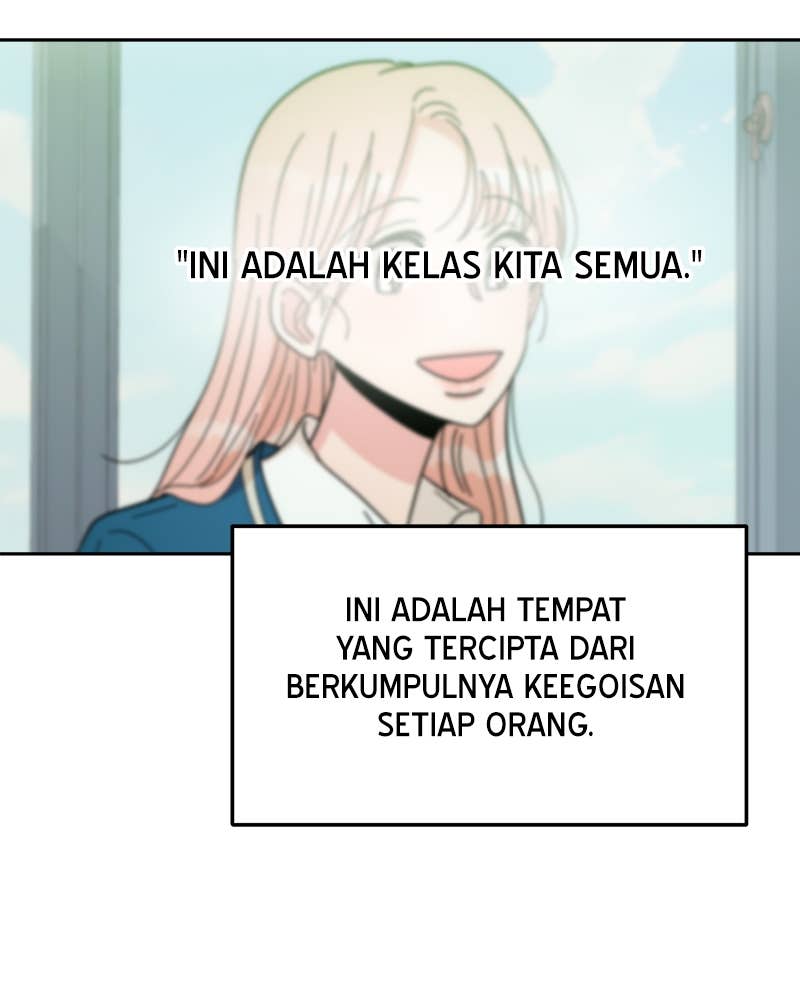 "INI ADALAH KELAS KITA SEMUA."
INI ADALAH TEMPAT
YANG TERCIPTA DARI
BERKUMPULNYA KEEGOISAN
SETIAP ORANG.